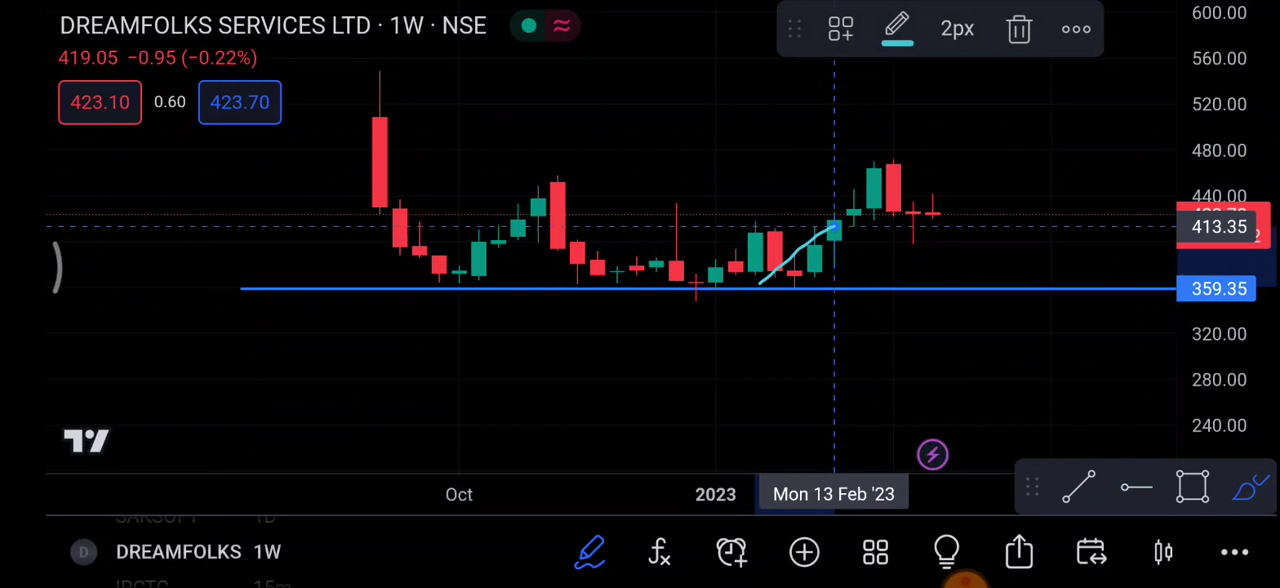 DREAMFOLKS SERVICES LTD · 1W · NSE
2px
600.00
419.05 −0.95 (−0.22%)
560.00
423.10 0.60 423.70
520.00
480.00
440.00
413.35
359.35
320.00
280.00
240.00
Oct 2023 Mon 13 Feb '23
D DREAMFOLKS 1W